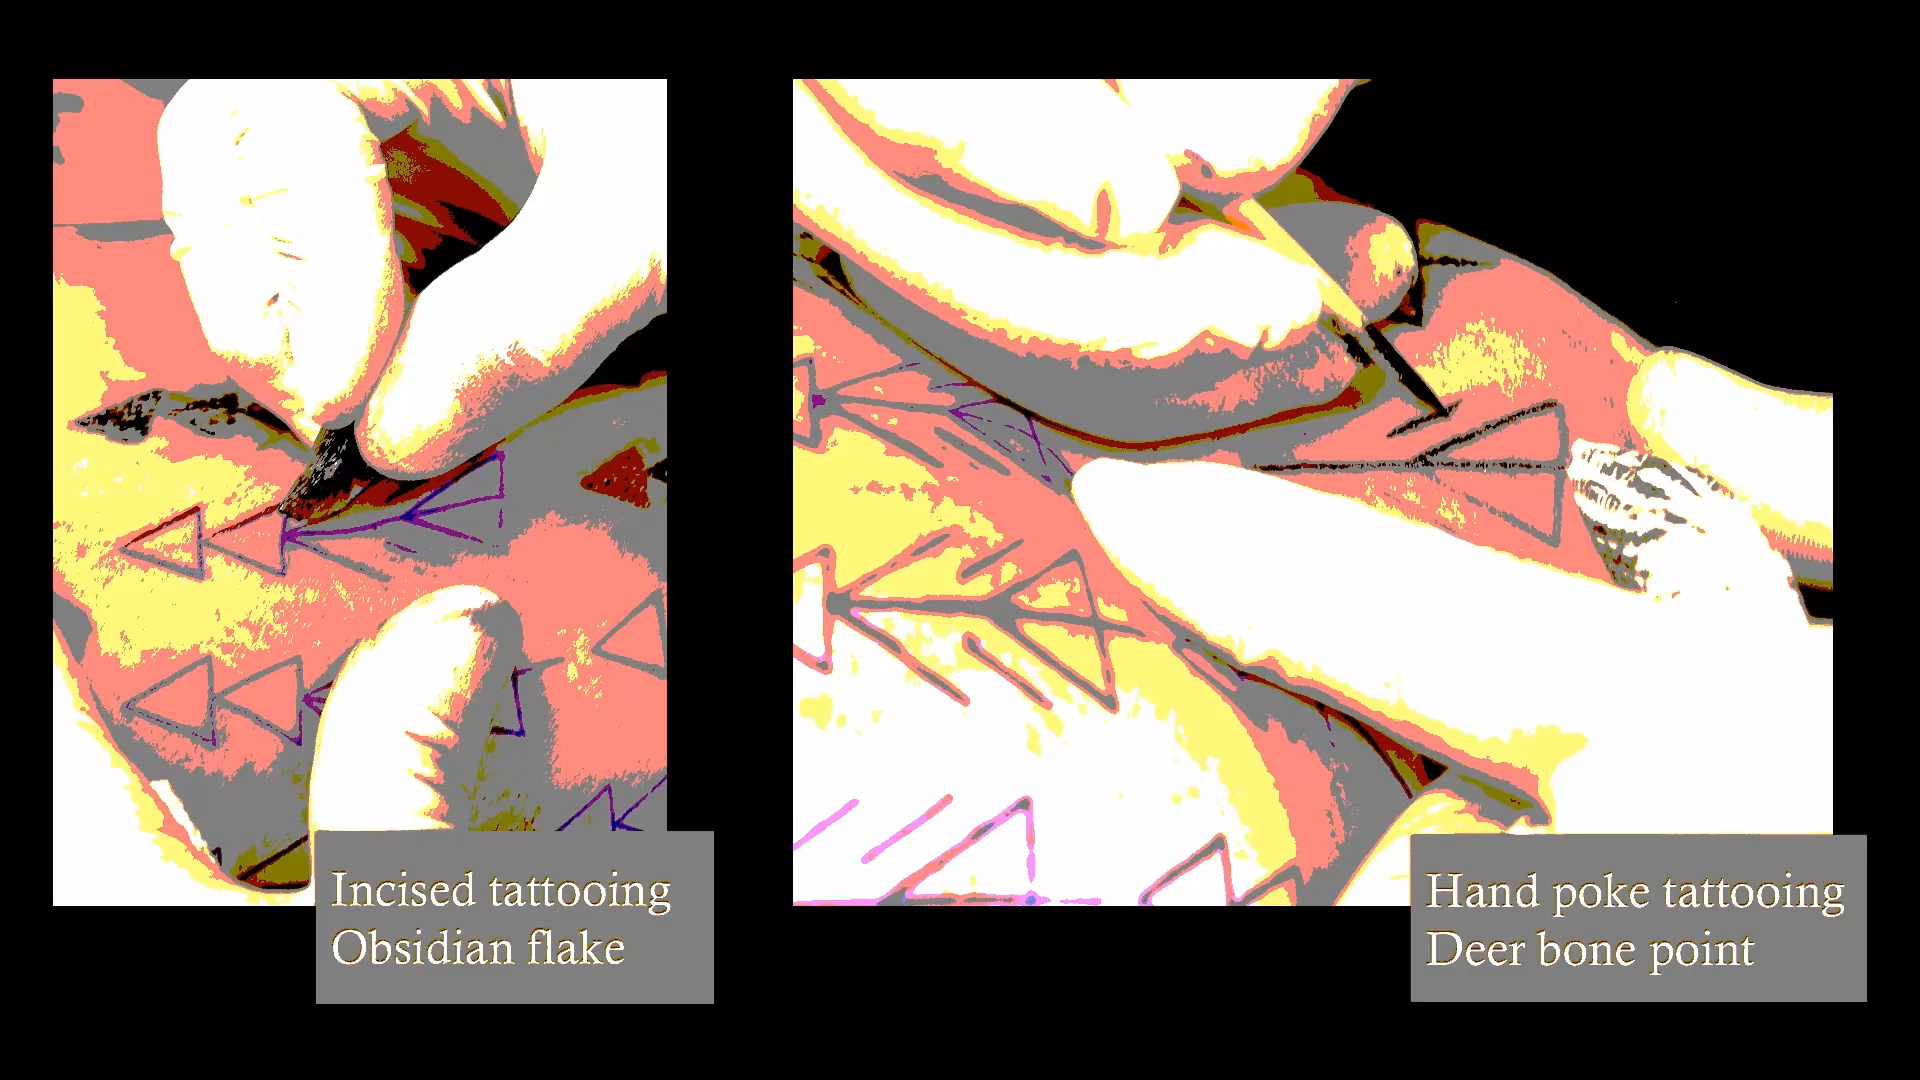 Incised tattooing
Obsidian flake
Hand poke tattooing
Deer bone point